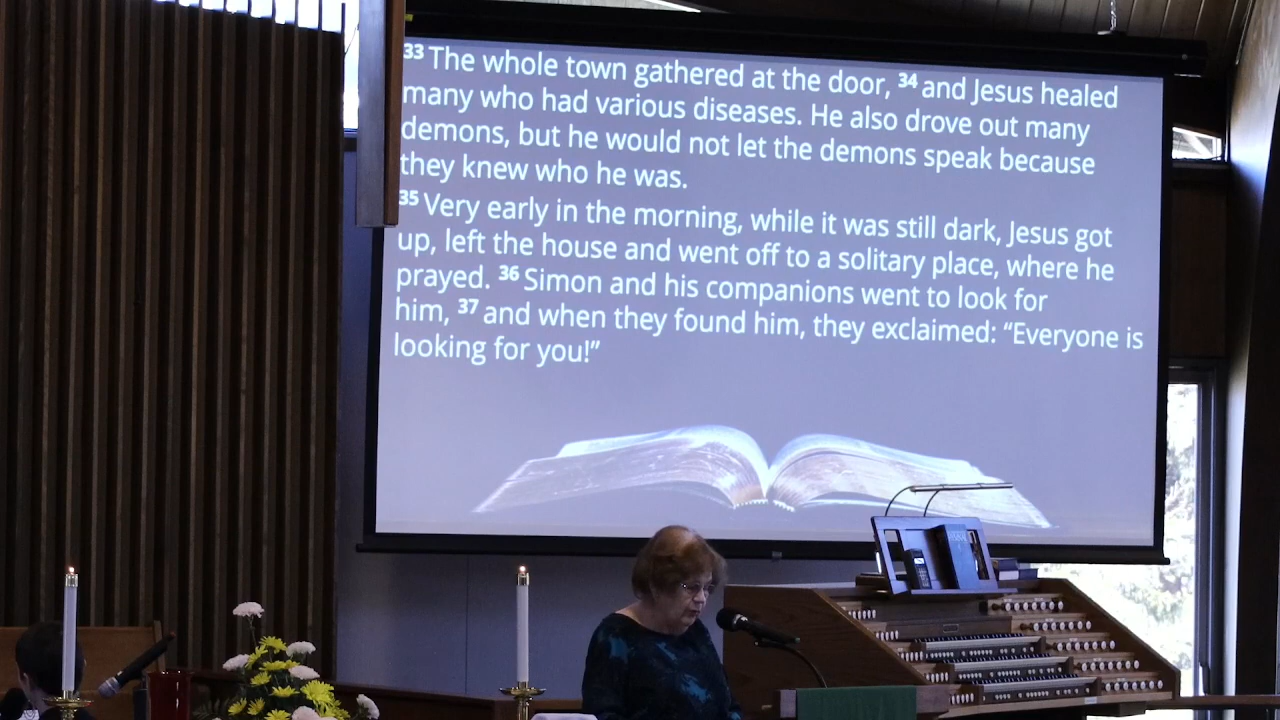 33 The whole town gathered at the door, 34 and Jesus healed
many who had various diseases. He also drove out many
demons, but he would not let the demons speak because
they knew who he was.
35 Very early in the morning, while it was still dark, Jesus got
up, left the house and went off to a solitary place, where he
prayed. 36 Simon and his companions went to look for
him, 37 and when they found him, they exclaimed: “Everyone is
looking for you!”